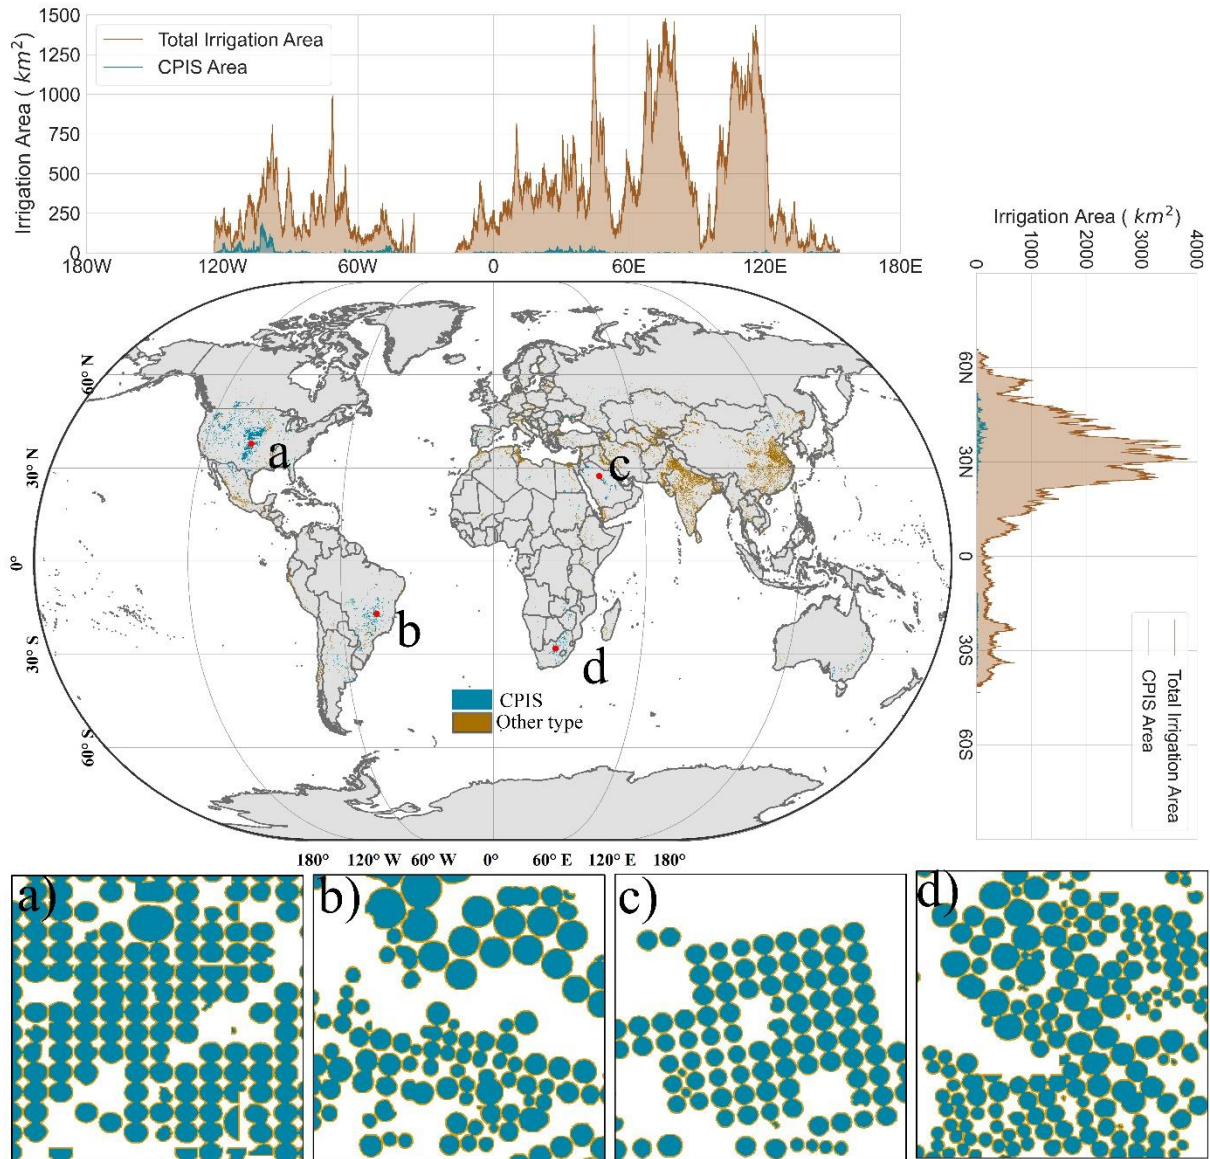 1500
1250
1000
750
500
250
0
Irrigation Area ( km²)
Total Irrigation Area
CPIS Area
180W
120W
60W
0
60E
120E
180E
Irrigation Area ( km²)
0
1000
2000
3000
4000
60N
30N
0
30S
60S
Total Irrigation Area
CPIS Area
60° N
30° N
0°
30° S
60° S
a
b
c
d
CPIS
Other type
180°
120° W
60° W
0°
60° E
120° E
180°
a)
b)
c)
d)